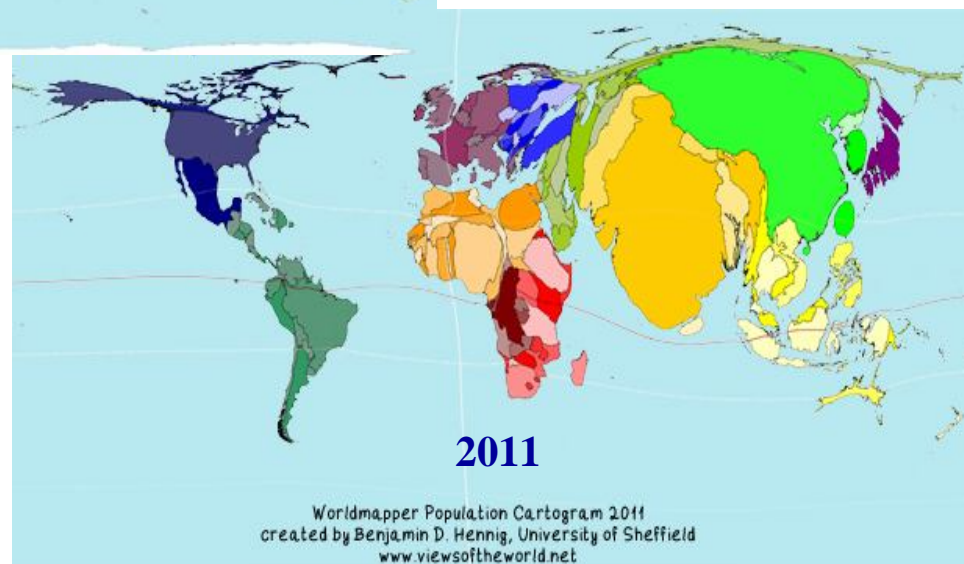 2011
Worldmapper Population Cartogram 2011
created by Benjamin D. Hennig, University of Sheffield
www.viewsoftheworld.net